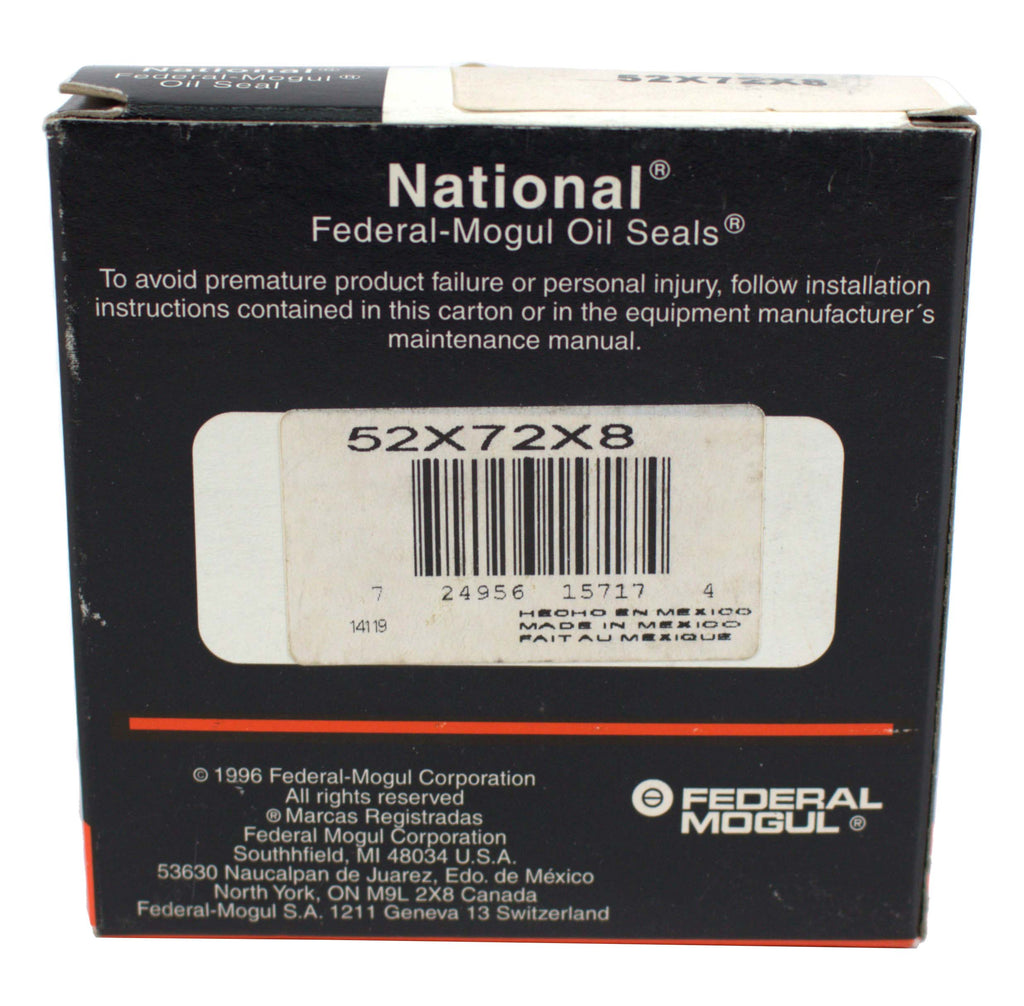 National®
Federal-Mogul®
Oil Seal
52X72X8
National®
Federal-Mogul Oil Seals®
To avoid premature product failure or personal injury, follow installation
instructions contained in this carton or in the equipment manufacturer´s
maintenance manual.
52X72X8
7 24956 15717 4
14119
HECHO EN MEXICO
MADE IN MEXICO
FAIT AU MEXIQUE
© 1996 Federal-Mogul Corporation
All rights reserved
® Marcas Registradas
Federal Mogul Corporation
Southhfield, MI 48034 U.S.A.
53630 Naucalpan de Juarez, Edo. de México
North York, ON M9L 2X8 Canada
Federal-Mogul S.A. 1211 Geneva 13 Switzerland
FEDERAL
MOGUL®